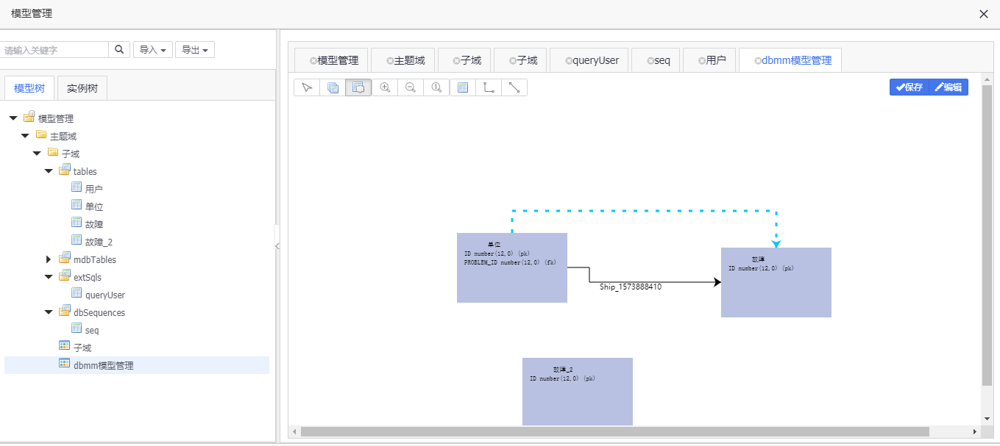 模型管理
请输入关键字
导入
导出
模型树
实例树
模型管理
主题域
子域
tables
用户
单位
故障
故障_2
mdbTables
extSqls
queryUser
dbSequences
seq
子域
dbmm模型管理
模型管理
主题域
子域
子域
queryUser
seq
用户
dbmm模型管理
保存
编辑
单位
ID number(12,0) (pk)
PROBLEM_ID number(12,0) (fk)
Ship_1573888410
故障
ID number(12,0) (pk)
故障_2
ID number(12,0) (pk)